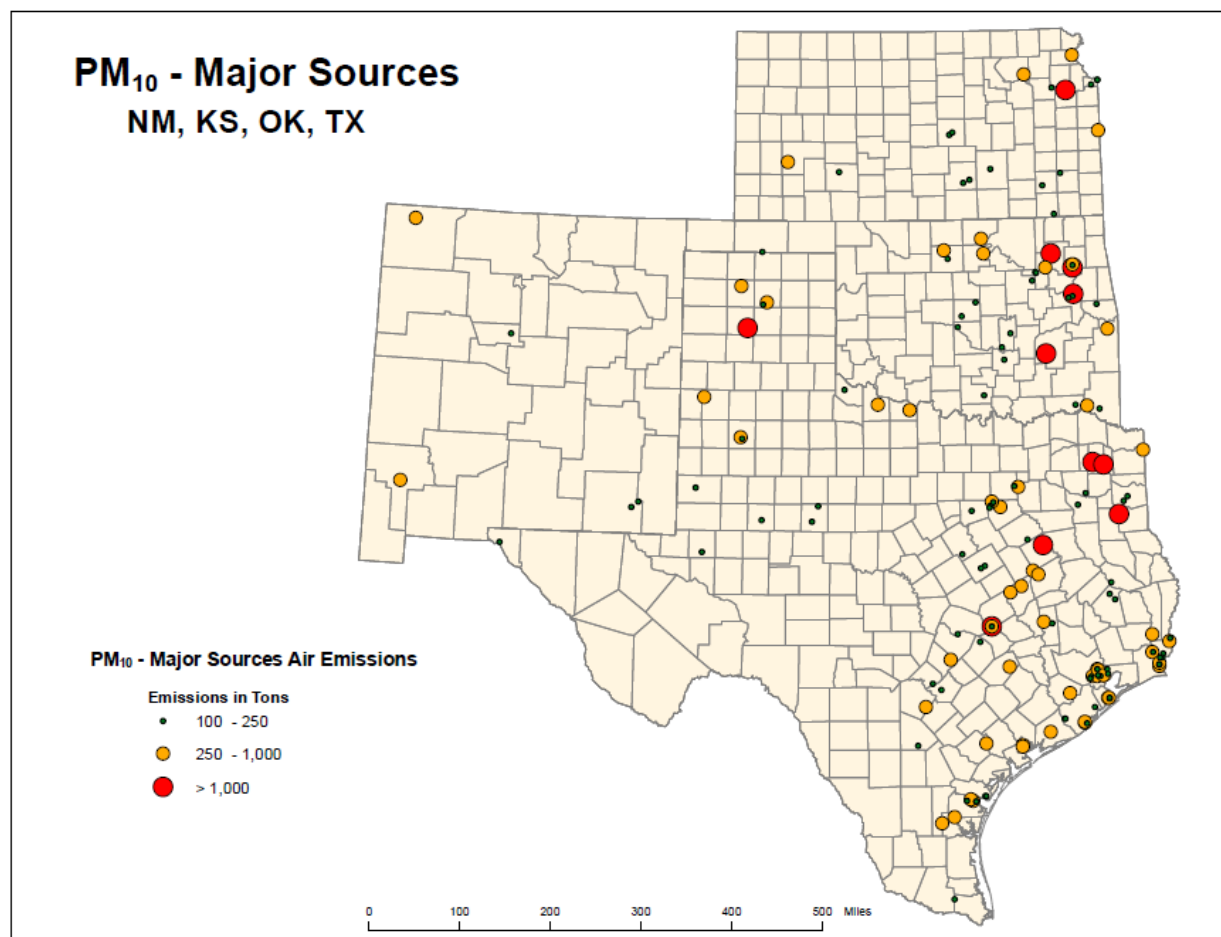 PM₁₀ - Major Sources
NM, KS, OK, TX
PM₁₀ - Major Sources Air Emissions
Emissions in Tons
100 - 250
250 - 1,000
> 1,000
0 100 200 300 400 500 Miles